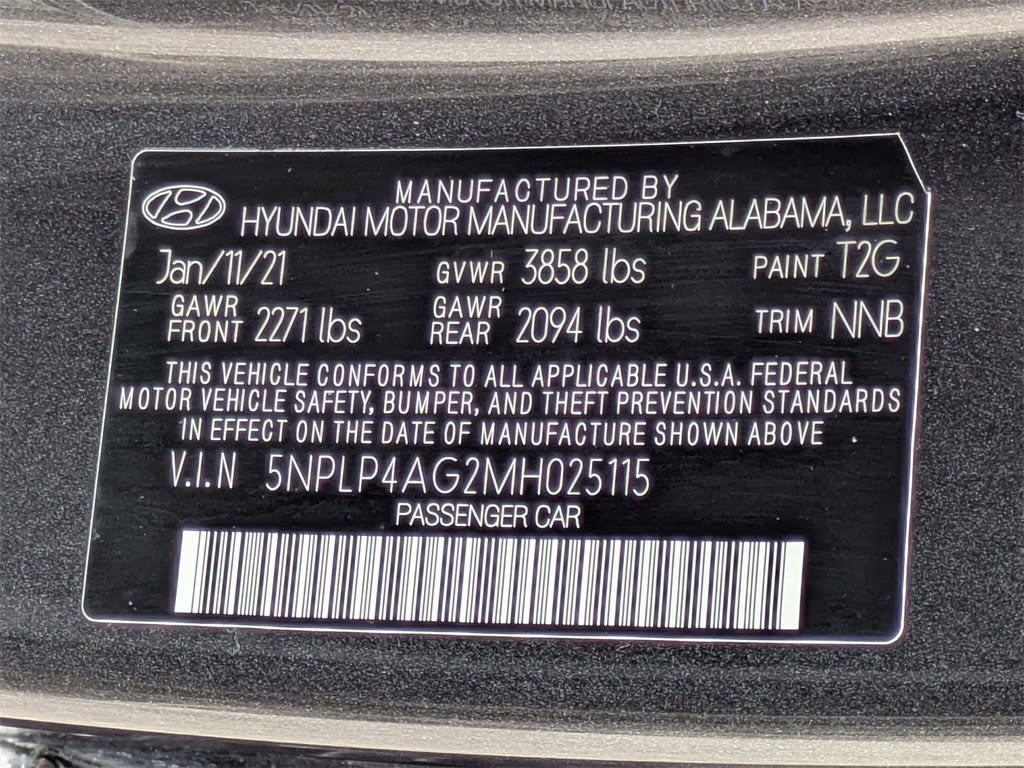 MANUFACTURED BY
HYUNDAI MOTOR MANUFACTURING ALABAMA, LLC
Jan/11/21 GVWR 3858 lbs PAINT T2G
GAWR FRONT 2271 lbs GAWR REAR 2094 lbs TRIM NNB
THIS VEHICLE CONFORMS TO ALL APPLICABLE U.S.A. FEDERAL
MOTOR VEHICLE SAFETY, BUMPER, AND THEFT PREVENTION STANDARDS
IN EFFECT ON THE DATE OF MANUFACTURE SHOWN ABOVE
V.I.N 5NPLP4AG2MH025115
PASSENGER CAR